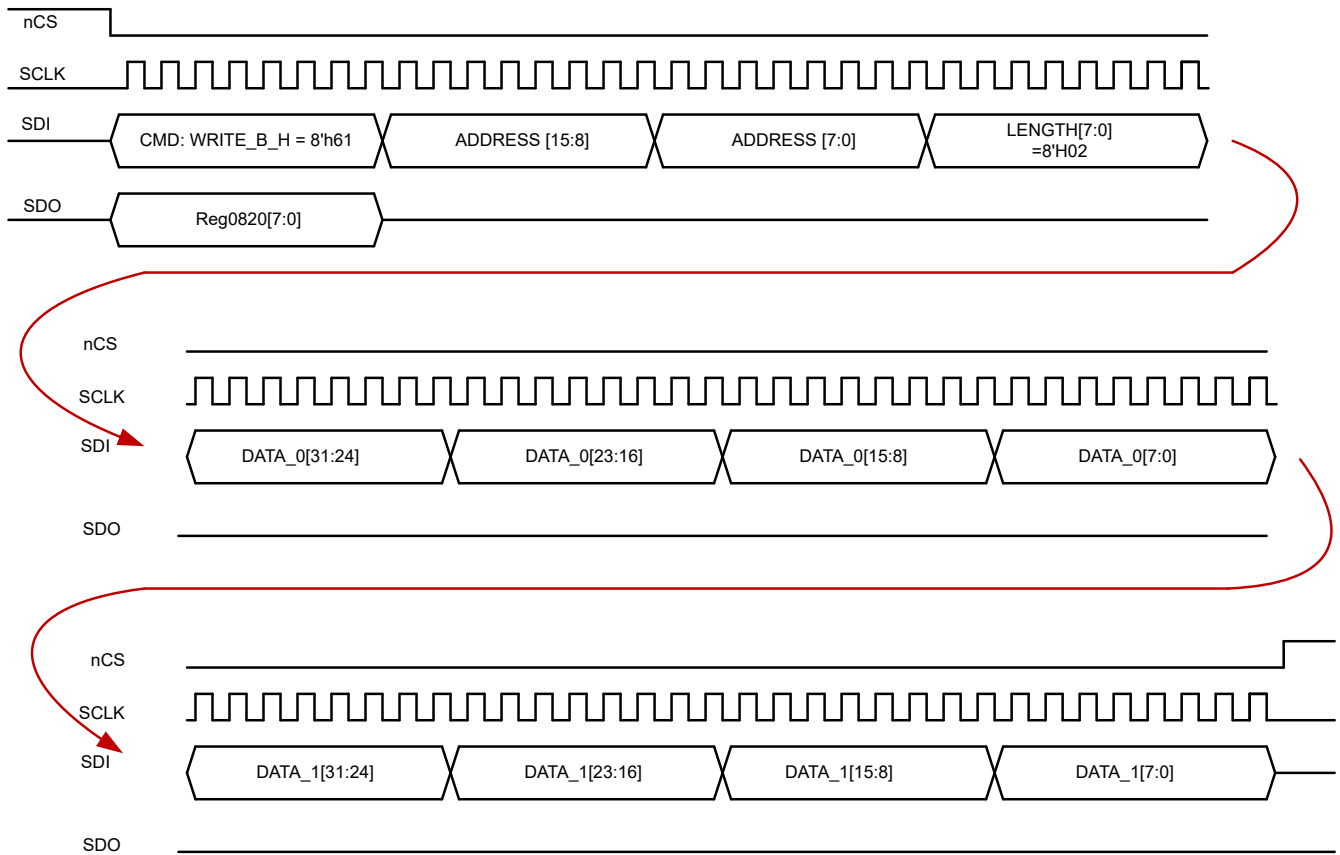 nCS
SCLK
SDI
CMD: WRITE_B_H = 8'h61
ADDRESS [15:8]
ADDRESS [7:0]
LENGTH[7:0]
=8'H02
SDO
Reg0820[7:0]
nCS
SCLK
SDI
DATA_0[31:24]
DATA_0[23:16]
DATA_0[15:8]
DATA_0[7:0]
SDO
nCS
SCLK
SDI
DATA_1[31:24]
DATA_1[23:16]
DATA_1[15:8]
DATA_1[7:0]
SDO